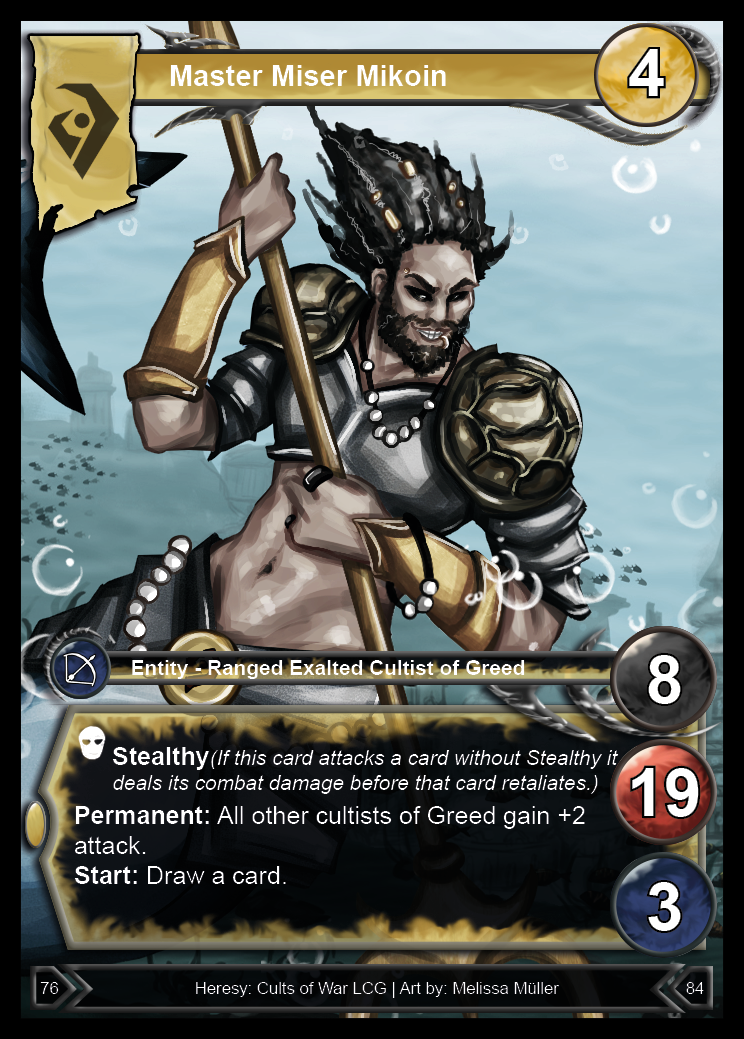 Master Miser Mikoin
4
Entity - Ranged Exalted Cultist of Greed
8
Stealthy(If this card attacks a card without Stealthy it
deals its combat damage before that card retaliates.)
19
Permanent: All other cultists of Greed gain +2
attack.
Start: Draw a card.
3
76
Heresy: Cults of War LCG | Art by: Melissa Müller
84